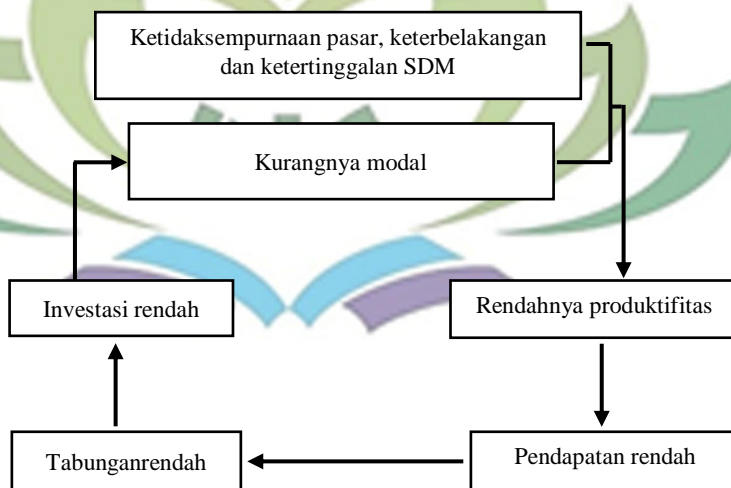 Ketidaksempurnaan pasar, keterbelakangan
dan ketertinggalan SDM
Kurangnya modal
Investasi rendah
Rendahnya produktifitas
Tabunganrendah
Pendapatan rendah